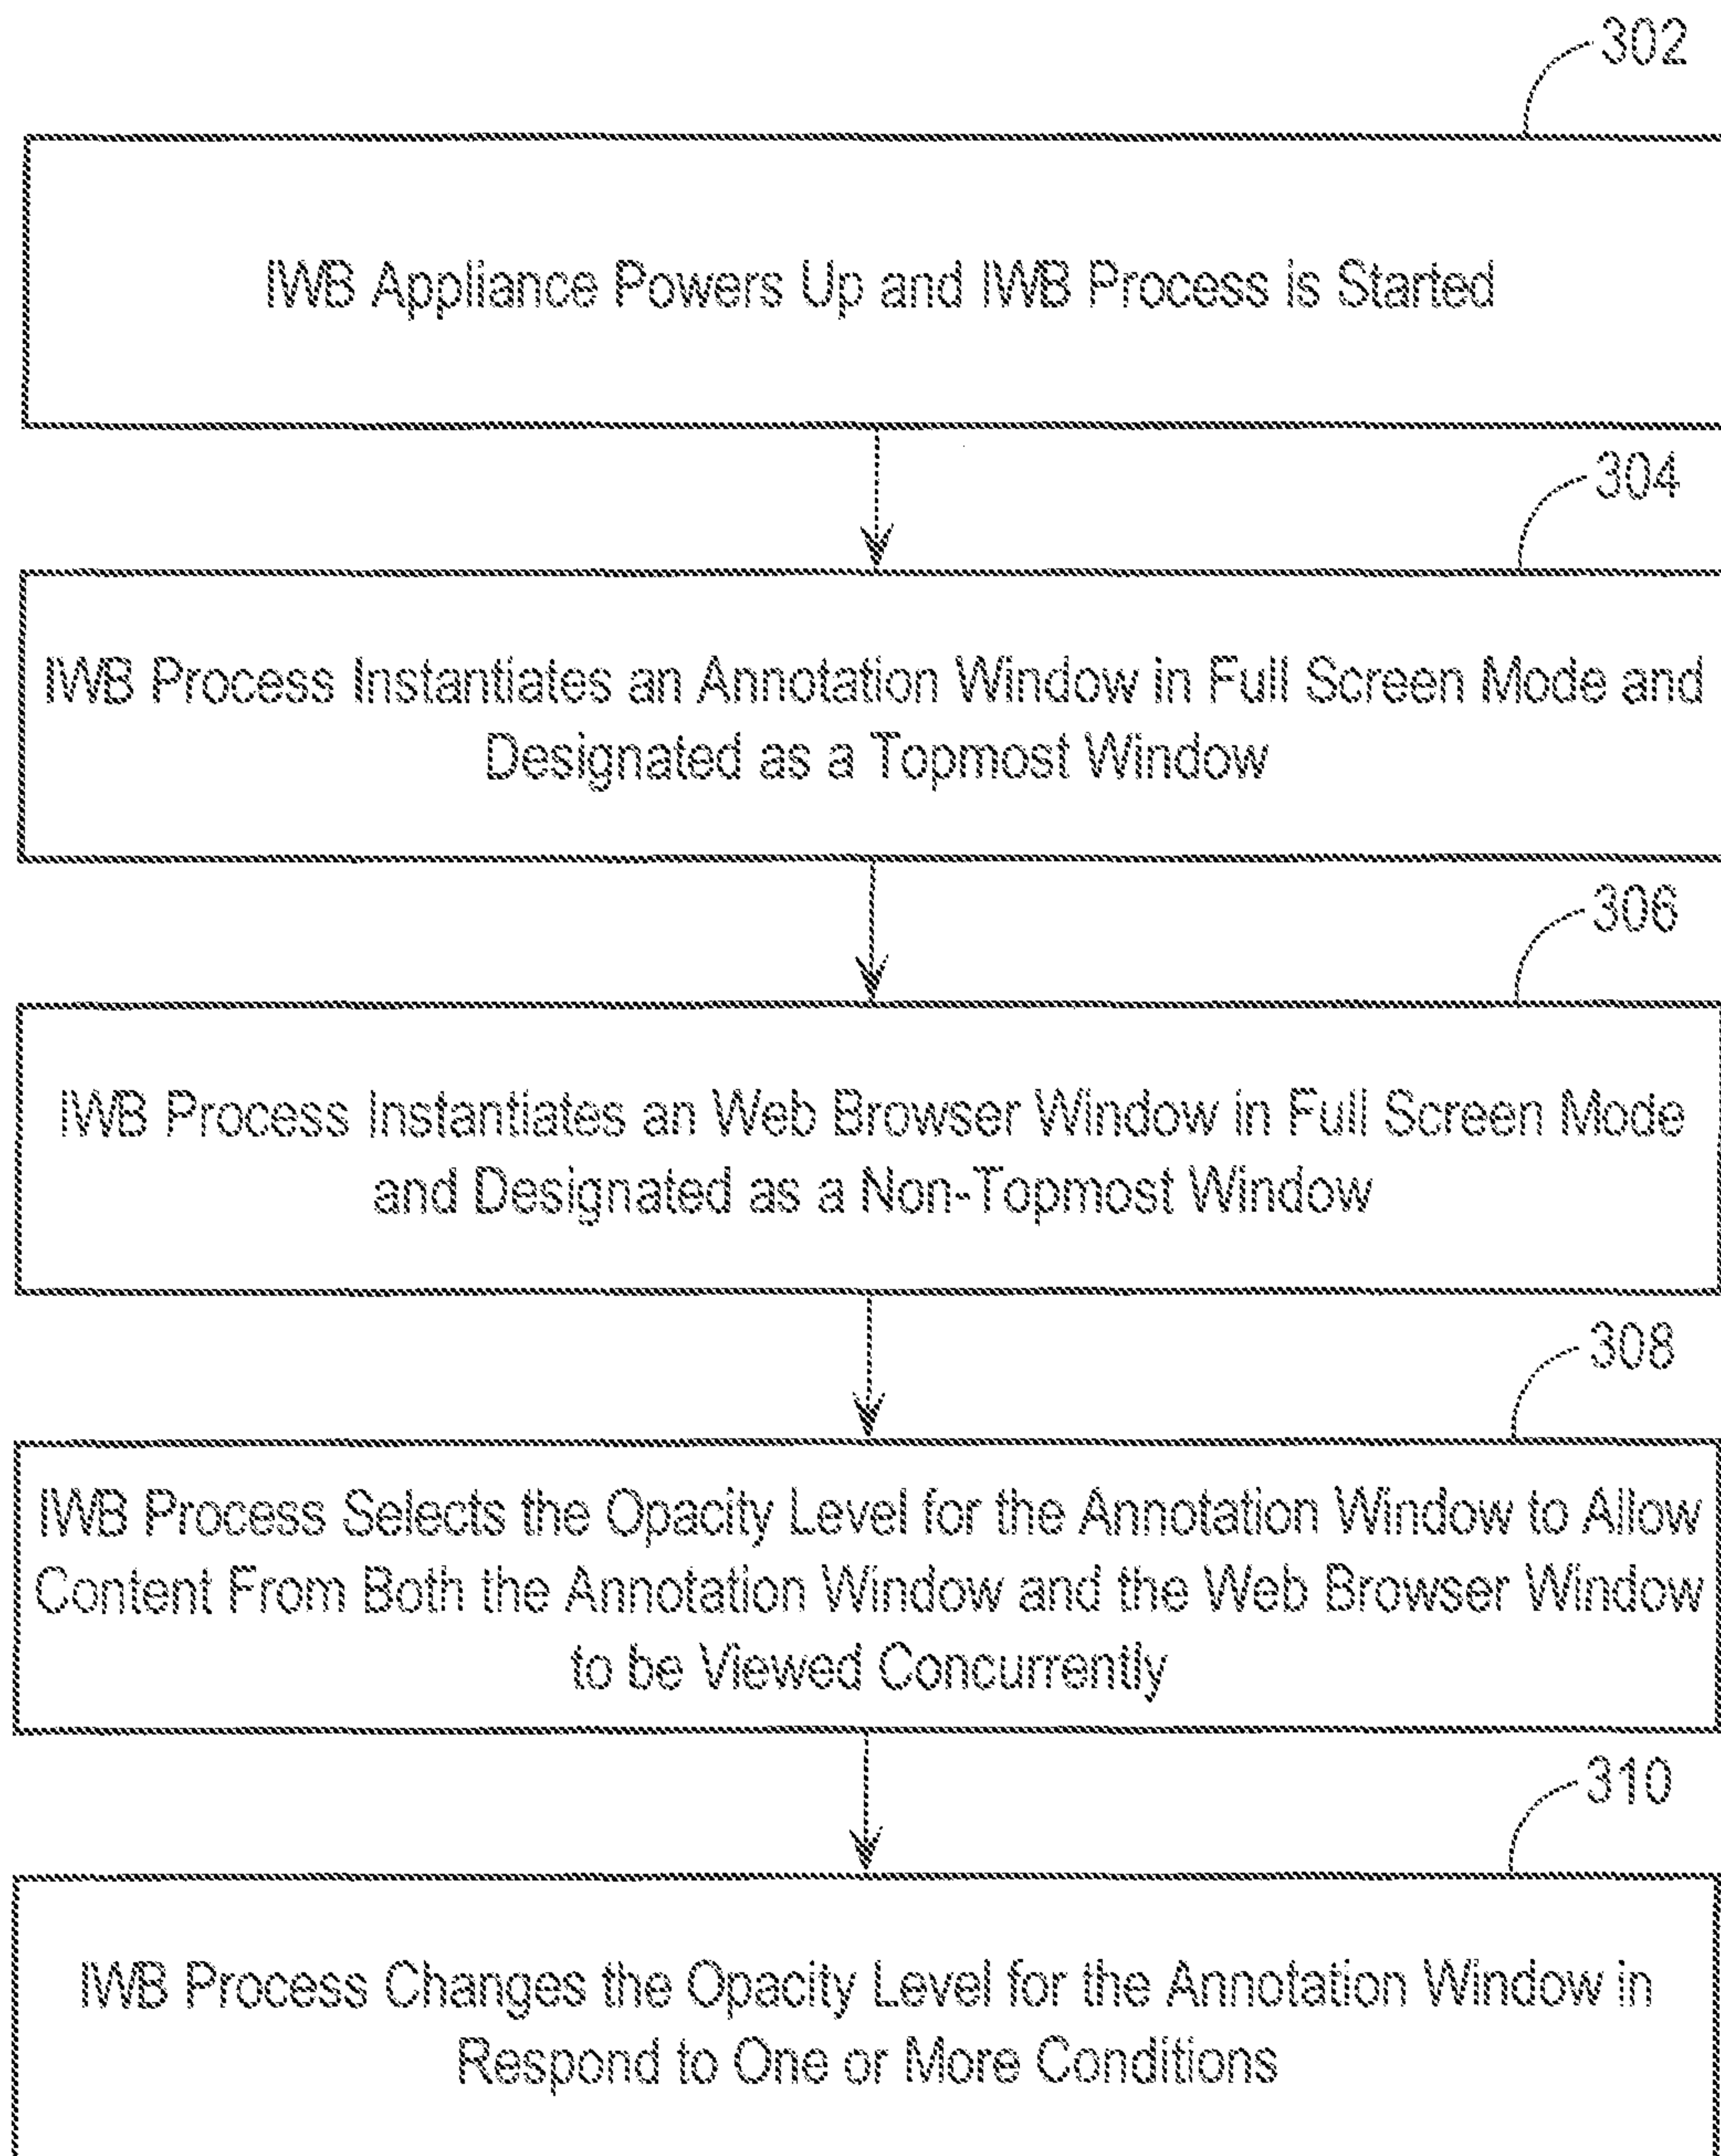 302
IWB Appliance Powers Up and IWB Process is Started
304
IWB Process Instantiates an Annotation Window in Full Screen Mode and
Designated as a Topmost Window
306
IWB Process Instantiates an Web Browser Window in Full Screen Mode
and Designated as a Non-Topmost Window
308
IWB Process Selects the Opacity Level for the Annotation Window to Allow
Content From Both the Annotation Window and the Web Browser Window
to be Viewed Concurrently
310
IWB Process Changes the Opacity Level for the Annotation Window in
Respond to One or More Conditions